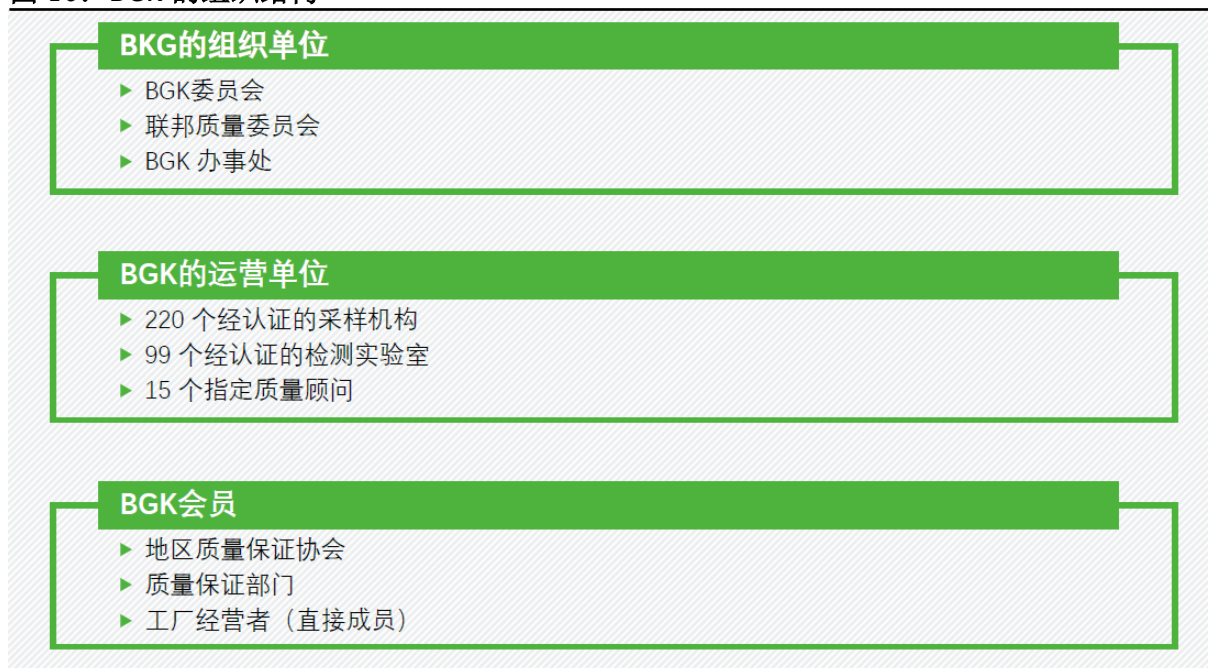 BKG的组织单位
BGK委员会
联邦质量委员会
BGK 办事处
BGK的运营单位
220 个经认证的采样机构
99 个经认证的检测实验室
15 个指定质量顾问
BGK会员
地区质量保证协会
质量保证部门
工厂经营者（直接成员）